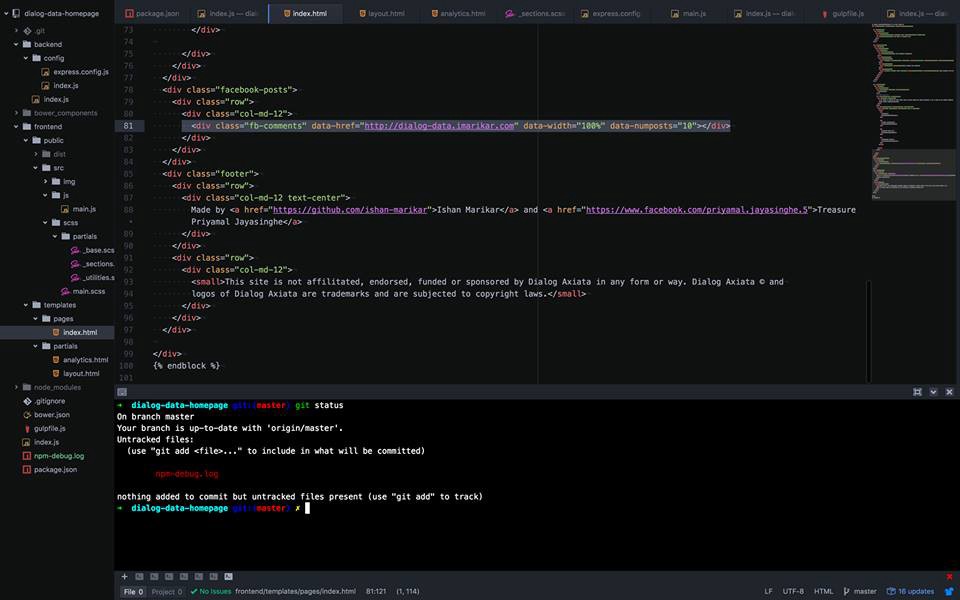 dialog-data-homepage
.git
backend
config
express.config.js
index.js
index.js
bower_components
frontend
public
dist
src
img
js
main.js
scss
partials
_base.scs
_sections.
_utilities.s
main.scss
templates
pages
index.html
partials
analytics.html
layout.html
node_modules
.gitignore
bower.json
gulpfile.js
index.js
npm-debug.log
package.json
package.json
index.js — dial
index.html
layout.html
analytics.html
_sections.scs
express.config.
main.js
index.js — dial
gulpfile.js
index.js — dial
73 </div>
74
75 </div>
76 </div>
77 </div>
78 <div class="facebook-posts">
79 <div class="row">
80 <div class="col-md-12">
81 <div class="fb-comments" data-href="http://dialog-data.imarikar.com" data-width="100%" data-numposts="10"></div>
82 </div>
83 </div>
84 </div>
85 <div class="footer">
86 <div class="row">
87 <div class="col-md-12 text-center">
88 Made by <a href="https://github.com/ishan-marikar">Ishan Marikar</a> and <a href="https://www.facebook.com/priyamal.jayasinghe.5">Treasure
Priyamal Jayasinghe</a>
89 </div>
90 </div>
91 <div class="row">
92 <div class="col-md-12">
93 <small>This site is not affilitated, endorsed, funded or sponsored by Dialog Axiata in any form or way. Dialog Axiata © and
94 logos of Dialog Axiata are trademarks and are subjected to copyright laws.</small>
95 </div>
96 </div>
97 </div>
98
99 </div>
100 {% endblock %}
101
➜ dialog-data-homepage git:(master) git status
On branch master
Your branch is up-to-date with 'origin/master'.
Untracked files:
(use "git add <file>..." to include in what will be committed)
npm-debug.log
nothing added to commit but untracked files present (use "git add" to track)
➜ dialog-data-homepage git:(master) ✗
File 0 Project 0 No Issues frontend/templates/pages/index.html 81:121 (1, 114) LF UTF-8 HTML master 16 updates